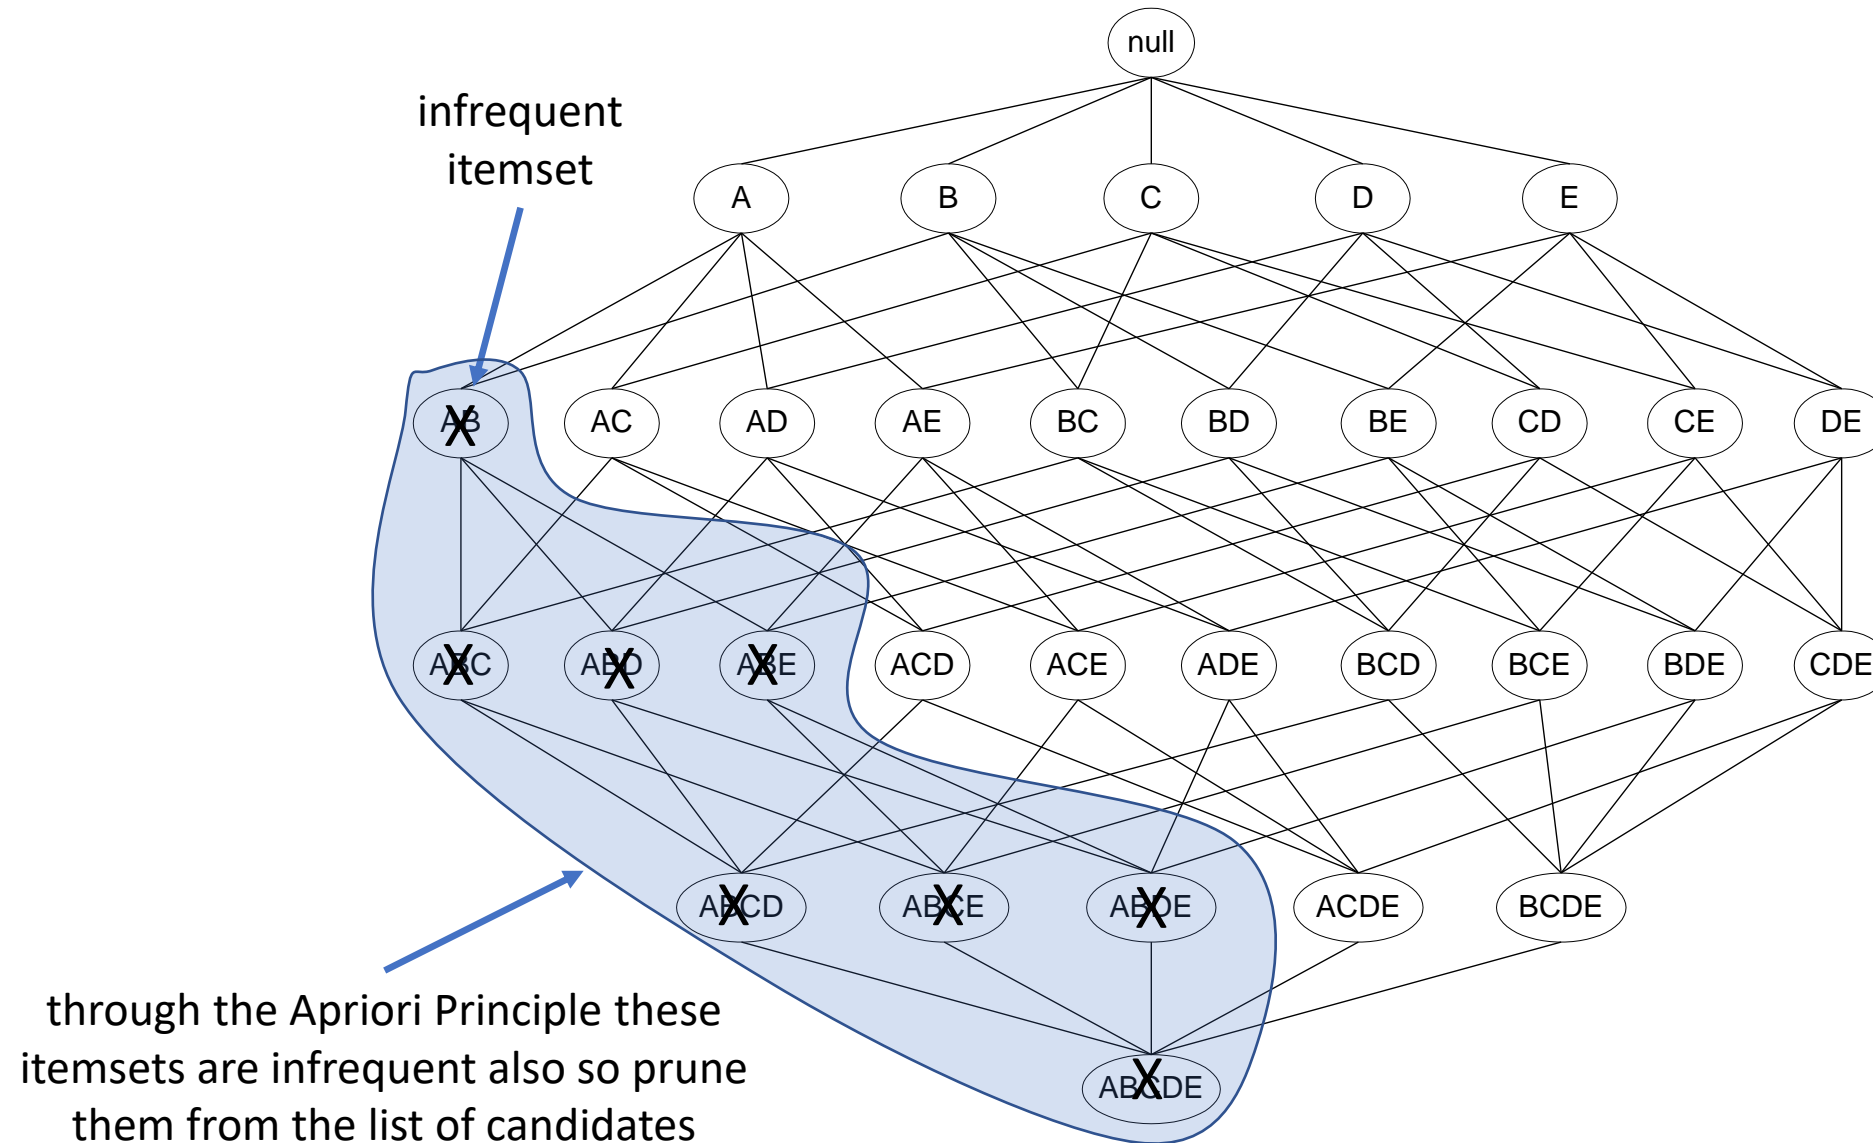 null
infrequent
itemset
A B C D E
AB AC AD AE BC BD BE CD CE DE
X
ABC ABD ABE ACD ACE ADE BCD BCE BDE CDE
X X X
ABCD ABCE ABDE ACDE BCDE
X X X
through the Apriori Principle these
itemsets are infrequent also so prune
them from the list of candidates
ABCDE
X